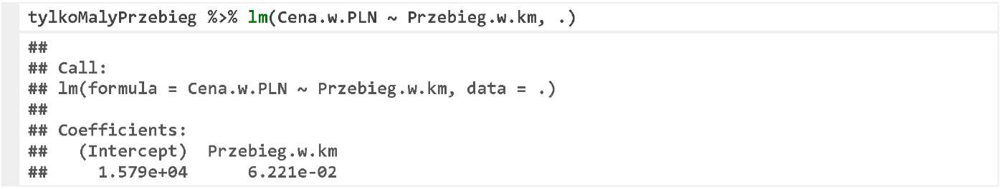 tylkoMalyPrzebieg %>% lm(Cena.w.PLN ~ Przebieg.w.km, .)
##
## Call:
## lm(formula = Cena.w.PLN ~ Przebieg.w.km, data = .)
##
## Coefficients:
##   (Intercept)  Przebieg.w.km
##     1.579e+04      6.221e-02